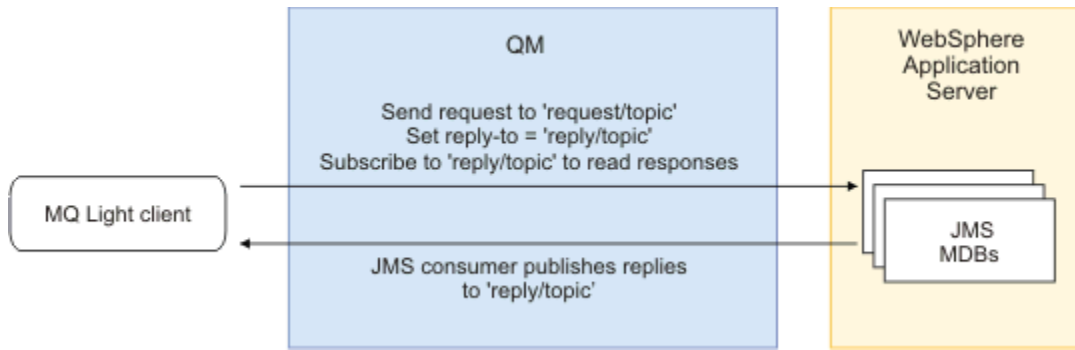 QM
Send request to 'request/topic'
Set reply-to = 'reply/topic'
Subscribe to 'reply/topic' to read responses
MQ Light client
JMS consumer publishes replies
to 'reply/topic'
WebSphere
Application
Server
JMS
MDBs